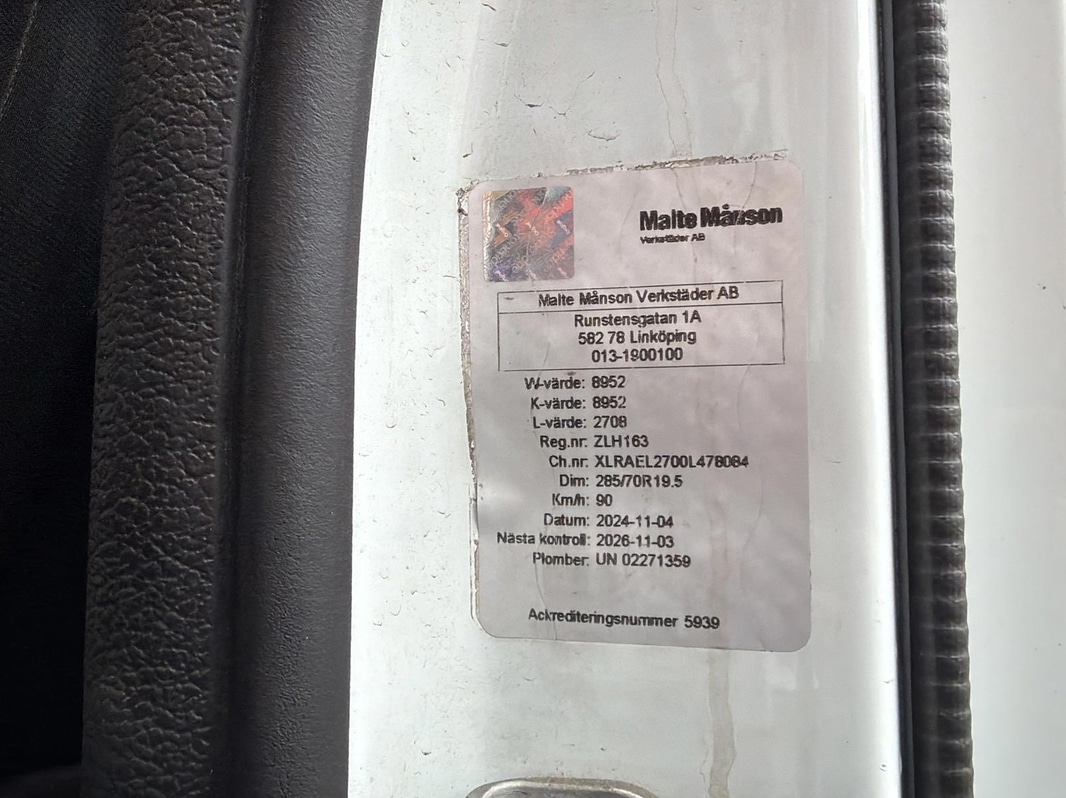 Malte Månson
Verkstäder AB
Malte Månson Verkstäder AB
Runstensgatan 1A
582 78 Linköping
013-1900100
W-värde: 8952
K-värde: 8952
L-värde: 2708
Reg.nr: ZLH163
Ch.nr: XLRAEL2700L478084
Dim: 285/70R19.5
Km/h: 90
Datum: 2024-11-04
Nästa kontroll: 2026-11-03
Plomber: UN 02271359
Ackrediteringsnummer 5939